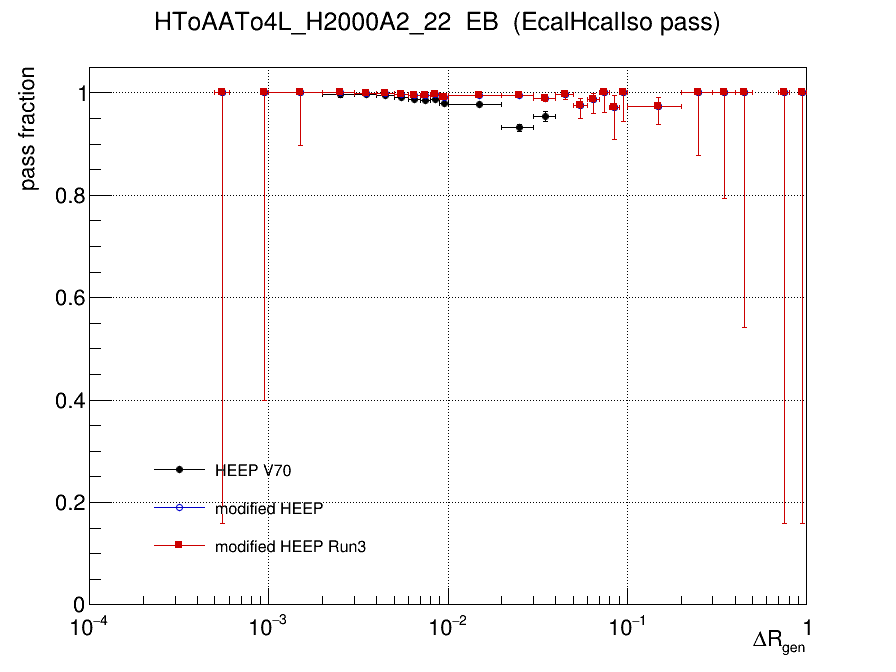 HToAATo4L_H2000A2_22 EB (EcalHcalIso pass)
pass fraction
1
0.8
0.6
0.4
0.2
0
HEEP V70
modified HEEP
modified HEEP Run3
10⁻⁴ 10⁻³ 10⁻² 10⁻¹ 1
ΔR_gen